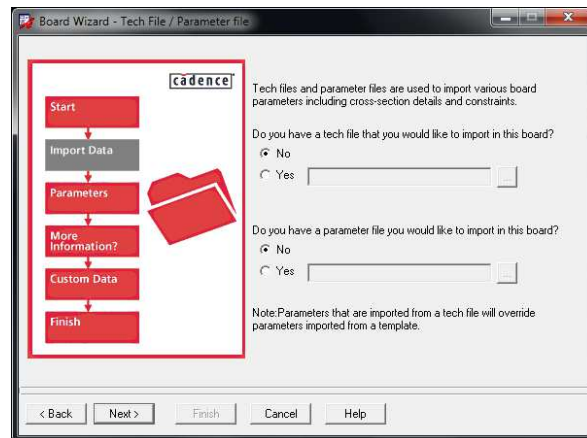 Board Wizard - Tech File / Parameter file
cadence
Start
Import Data
Parameters
More
Information?
Custom Data
Finish
Tech files and parameter files are used to import various board
parameters including cross-section details and constraints.
Do you have a tech file that you would like to import in this board?
No
Yes
...
Do you have a parameter file you would like to import in this board?
No
Yes
...
Note:Parameters that are imported from a tech file will override
parameters imported from a template.
< Back
Next >
Finish
Cancel
Help